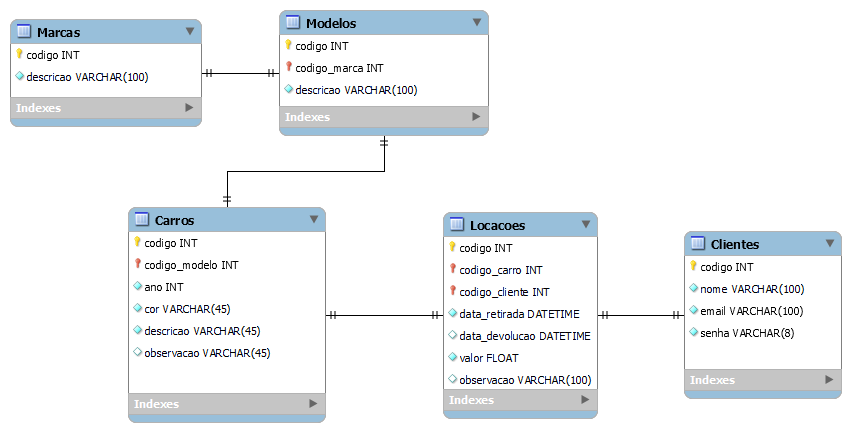 Marcas
codigo INT
descricao VARCHAR(100)
Indexes
Modelos
codigo INT
codigo_marca INT
descricao VARCHAR(100)
Indexes
Carros
codigo INT
codigo_modelo INT
ano INT
cor VARCHAR(45)
descricao VARCHAR(45)
observacao VARCHAR(45)
Indexes
Locacoes
codigo INT
codigo_carro INT
codigo_cliente INT
data_retirada DATETIME
data_devolucao DATETIME
valor FLOAT
observacao VARCHAR(100)
Indexes
Clientes
codigo INT
nome VARCHAR(100)
email VARCHAR(100)
senha VARCHAR(8)
Indexes